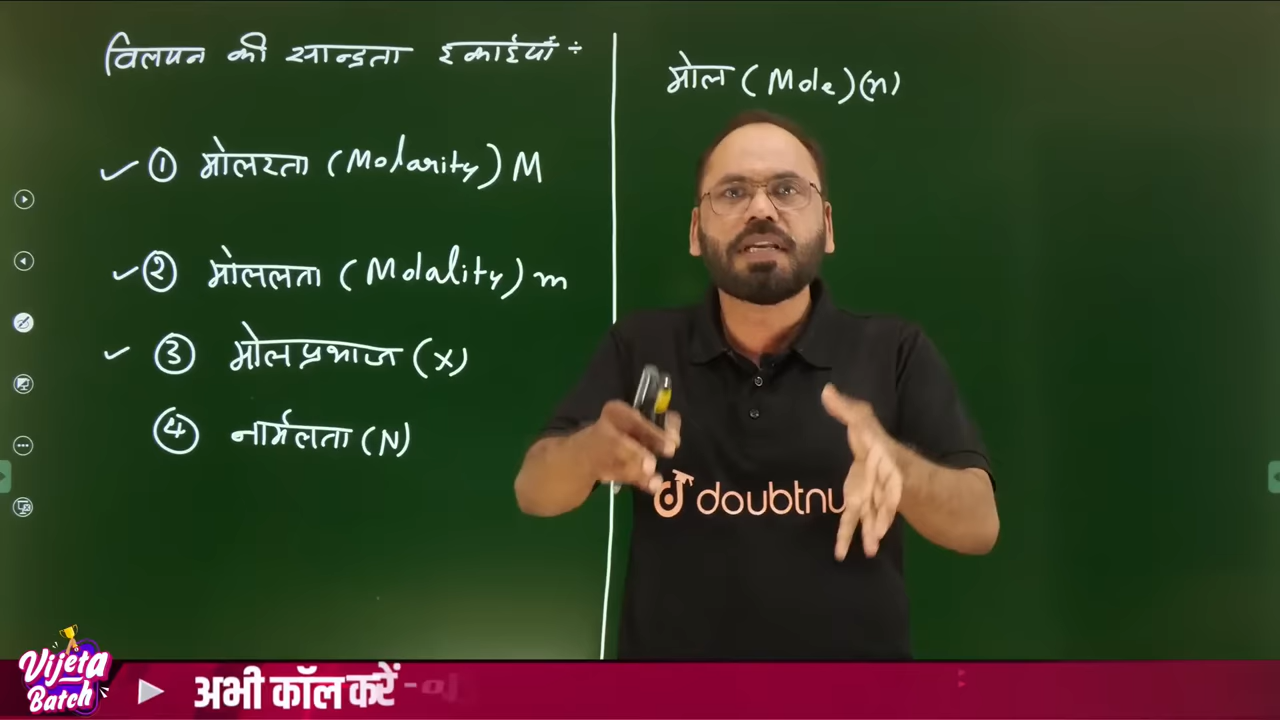 विलयन की सान्द्रता इकाईयाँ ÷
① मोलरता (Molarity) M
② मोललता (Molality) m
③ मोल प्रभाज (x)
④ नार्मलता (N)
मोल (Mole) (n)
doubtnu
Vijeta
Batch
अभी कॉल करें